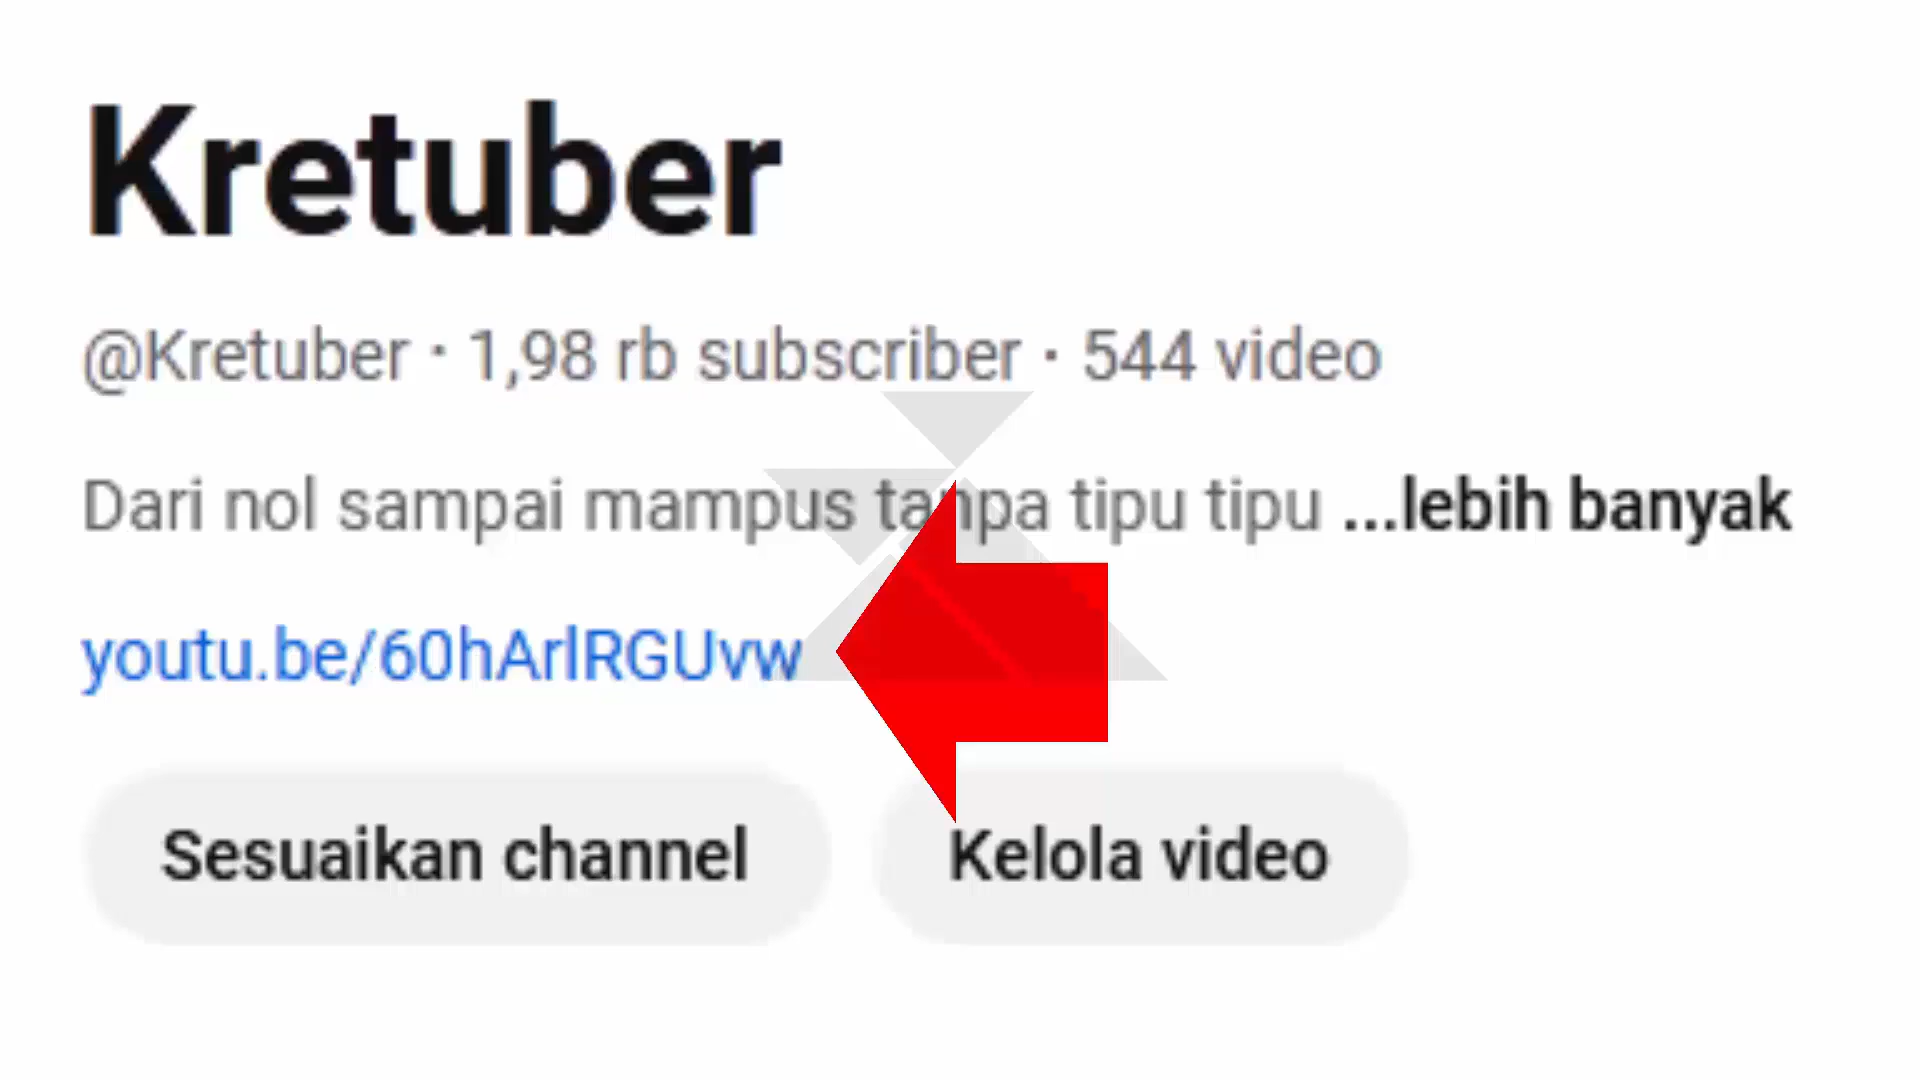 Kretuber
@Kretuber · 1,98 rb subscriber · 544 video
Dari nol sampai mampus tanpa tipu tipu ...lebih banyak
youtu.be/60hArlRGUvw
Sesuaikan channel
Kelola video